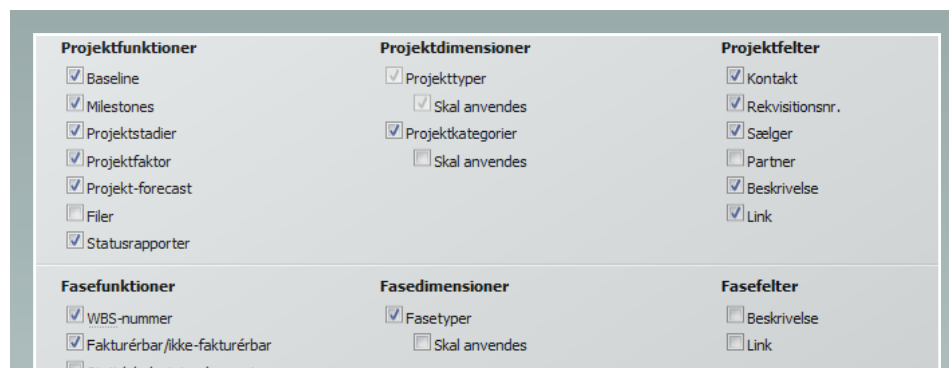 Projektfunktioner
Baseline
Milestones
Projektstadier
Projektfaktor
Projekt-forecast
Filer
Statusrapporter
Projektdimensioner
Projekttyper
Skal anvendes
Projektkategorier
Skal anvendes
Projektfelter
Kontakt
Rekvisitionsnr.
Sælger
Partner
Beskrivelse
Link
Fasefunktioner
WBS-nummer
Fakturérbar/ikke-fakturérbar
Fasedimensioner
Fasetyper
Skal anvendes
Fasefelter
Beskrivelse
Link